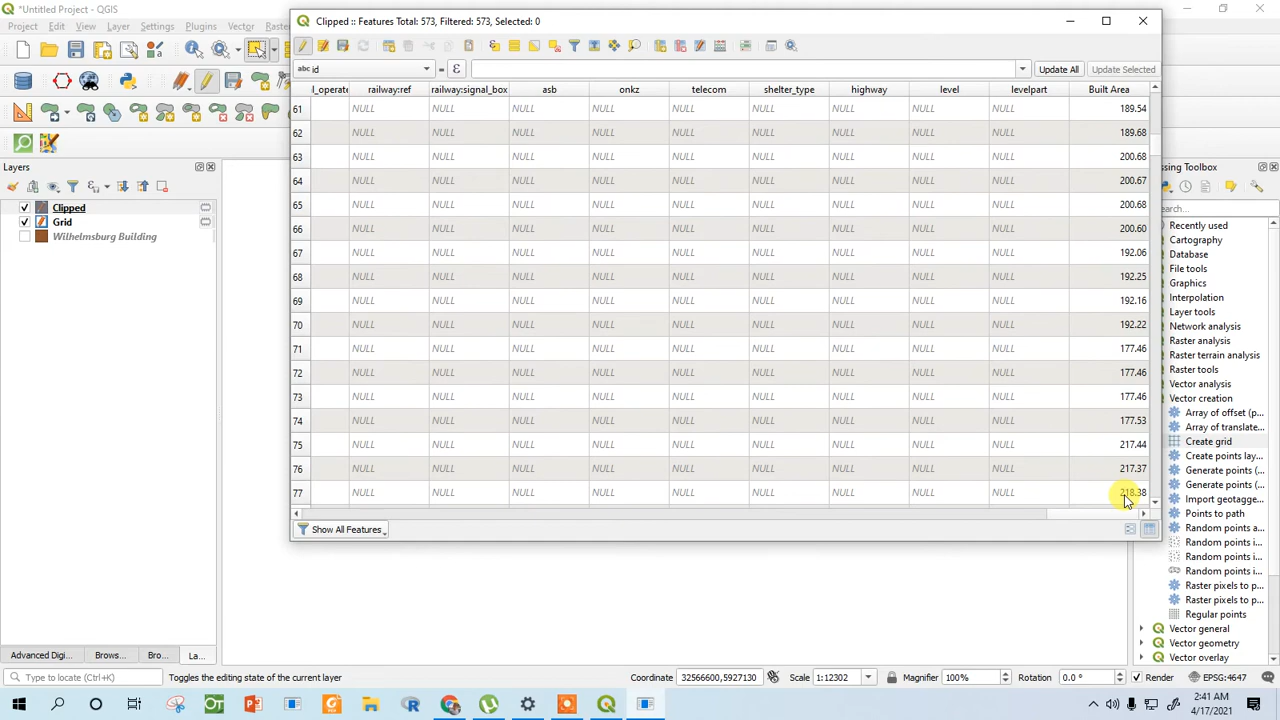 *Untitled Project - QGIS
Project Edit View Layer Settings Plugins Vector Raster
Clipped :: Features Total: 573, Filtered: 573, Selected: 0
abc id = ε Update All Update Selected
railway:ref railway:signal_box asb onkz telecom shelter_type highway level levelpart Built Area
61 NULL NULL NULL NULL NULL NULL NULL NULL NULL 189.54
62 NULL NULL NULL NULL NULL NULL NULL NULL NULL 189.68
63 NULL NULL NULL NULL NULL NULL NULL NULL NULL 200.68
64 NULL NULL NULL NULL NULL NULL NULL NULL NULL 200.67
65 NULL NULL NULL NULL NULL NULL NULL NULL NULL 200.68
66 NULL NULL NULL NULL NULL NULL NULL NULL NULL 200.60
67 NULL NULL NULL NULL NULL NULL NULL NULL NULL 192.06
68 NULL NULL NULL NULL NULL NULL NULL NULL NULL 192.25
69 NULL NULL NULL NULL NULL NULL NULL NULL NULL 192.16
70 NULL NULL NULL NULL NULL NULL NULL NULL NULL 192.22
71 NULL NULL NULL NULL NULL NULL NULL NULL NULL 177.46
72 NULL NULL NULL NULL NULL NULL NULL NULL NULL 177.46
73 NULL NULL NULL NULL NULL NULL NULL NULL NULL 177.46
74 NULL NULL NULL NULL NULL NULL NULL NULL NULL 177.53
75 NULL NULL NULL NULL NULL NULL NULL NULL NULL 217.44
76 NULL NULL NULL NULL NULL NULL NULL NULL NULL 217.37
77 NULL NULL NULL NULL NULL NULL NULL NULL NULL 218.38
Show All Features
Layers
Clipped
Grid
Wilhelmsburg Building
ssing Toolbox
earch...
Recently used
Cartography
Database
File tools
Graphics
Interpolation
Layer tools
Network analysis
Raster analysis
Raster terrain analysis
Raster tools
Vector analysis
Vector creation
Array of offset (p...
Array of translate...
Create grid
Create points lay...
Generate points (...
Generate points (...
Import geotagge...
Points to path
Random points a...
Random points i...
Random points i...
Random points i...
Raster pixels to p...
Raster pixels to p...
Regular points
Vector general
Vector geometry
Vector overlay
Advanced Digi... Brows... Bro... La...
Type to locate (Ctrl+K) Toggles the editing state of the current layer Coordinate 32566600,5927130 Scale 1:12302 Magnifier 100% Rotation 0.0 ° Render EPSG:4647
2:41 AM
4/17/2021